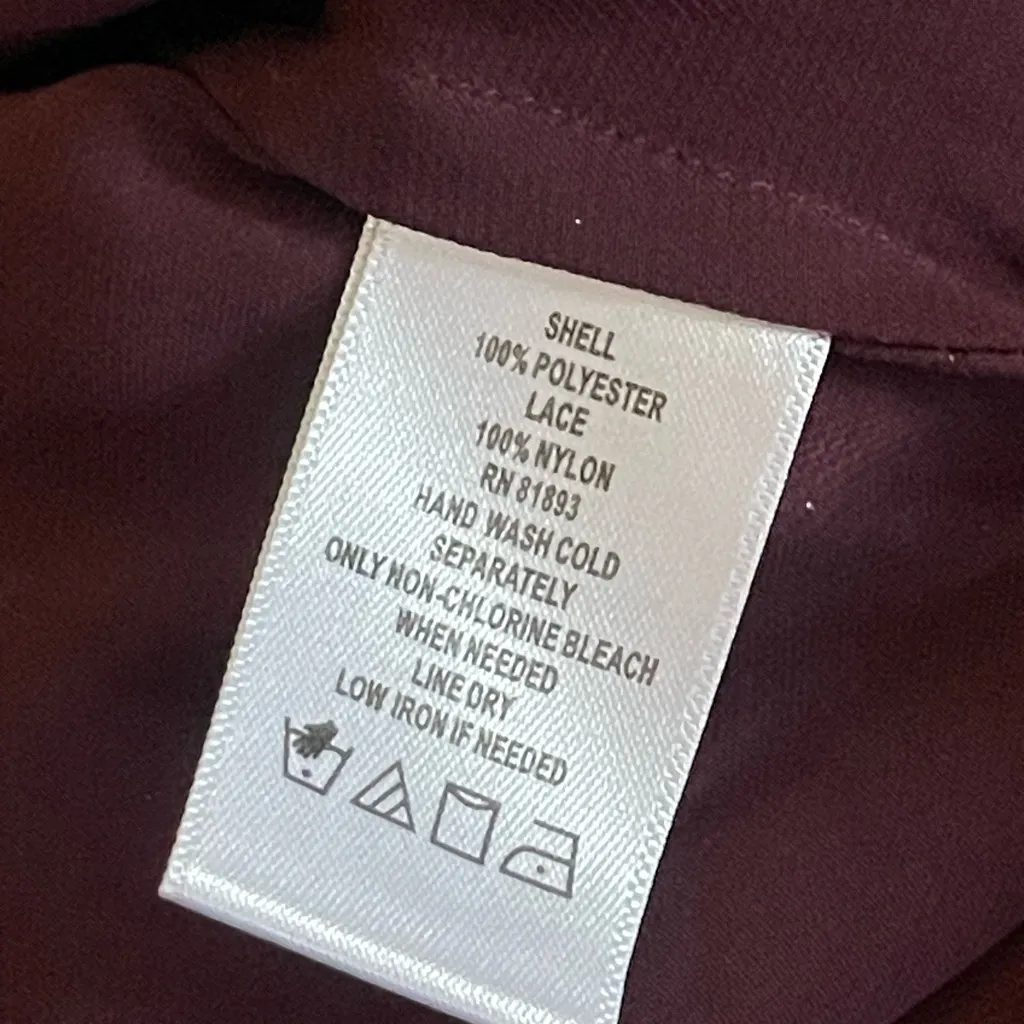 SHELL
100% POLYESTER
LACE
100% NYLON
RN 81893
HAND WASH COLD
SEPARATELY
ONLY NON-CHLORINE BLEACH
WHEN NEEDED
LINE DRY
LOW IRON IF NEEDED